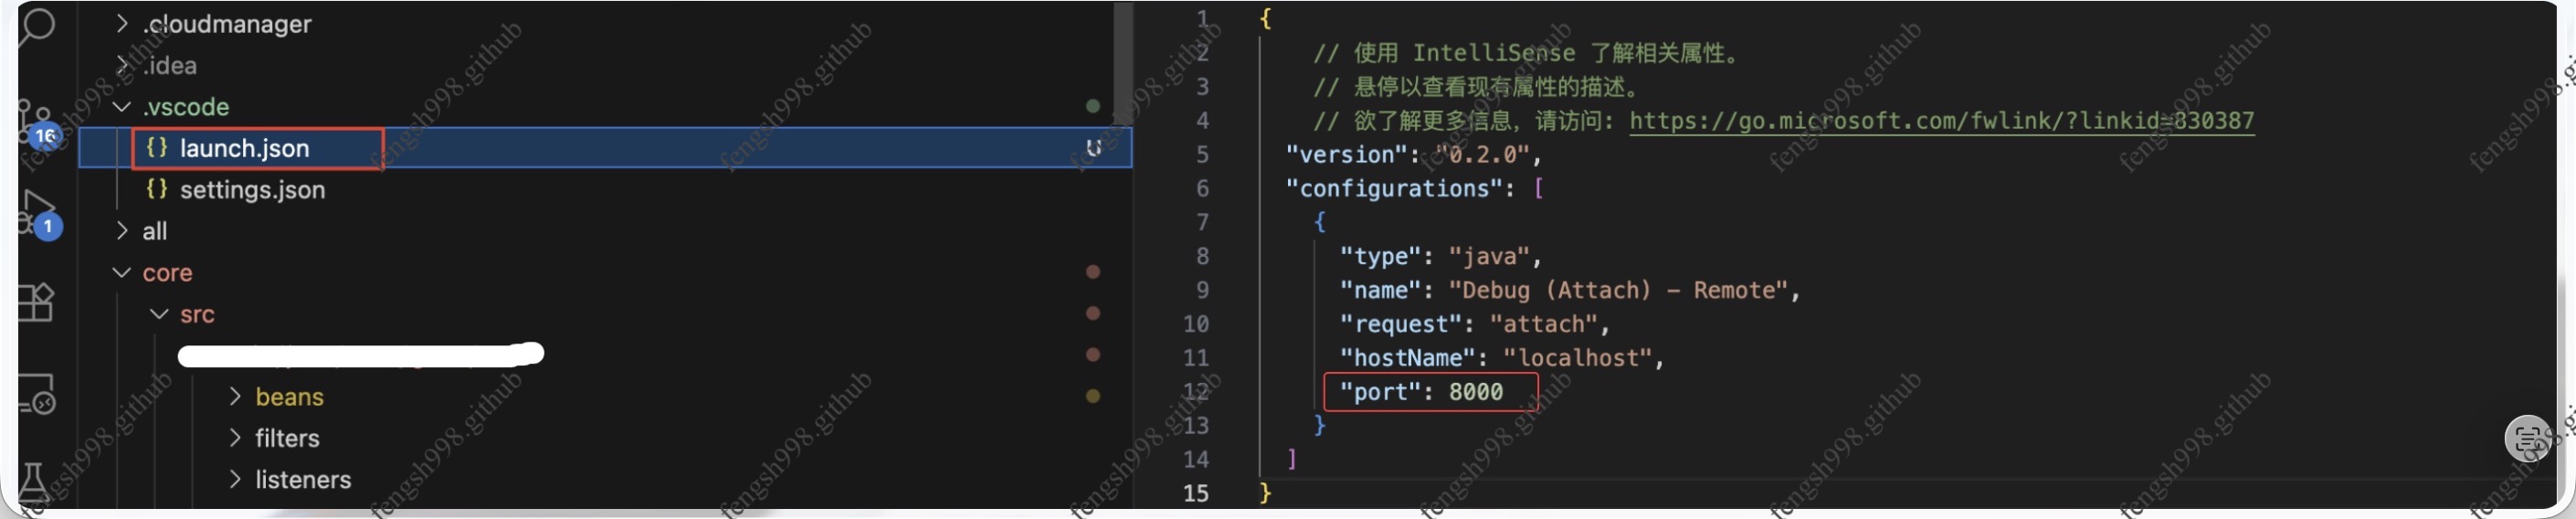 .cloudmanager
.idea
.vscode
{} launch.json U
{} settings.json
all
core
src
beans
filters
listeners
16
1
1 {
2 // 使用 IntelliSense 了解相关属性。
3 // 悬停以查看现有属性的描述。
4 // 欲了解更多信息，请访问: https://go.microsoft.com/fwlink/?linkid=830387
5 "version": "0.2.0",
6 "configurations": [
7 {
8 "type": "java",
9 "name": "Debug (Attach) - Remote",
10 "request": "attach",
11 "hostName": "localhost",
12 "port": 8000
13 }
14 ]
15 }
fengsh998.github